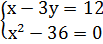 x − 3y = 12
x² − 36 = 0